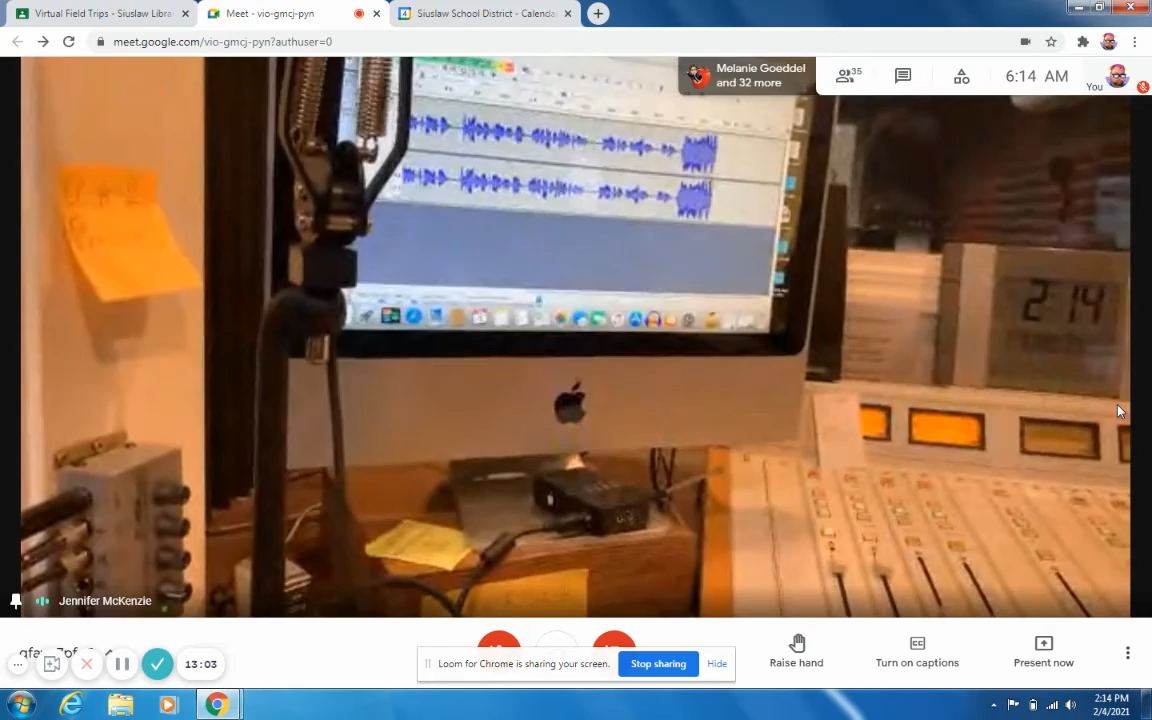 Virtual Field Trips - Siuslaw Libra
Meet - vio-gmcj-pyn
Siuslaw School District - Calenda
meet.google.com/vio-gmcj-pyn?authuser=0
Melanie Goeddel
and 32 more
35
6:14 AM
You
2:14
Jennifer McKenzie
13:03
Loom for Chrome is sharing your screen.
Stop sharing
Hide
Raise hand
Turn on captions
Present now
2:14 PM
2/4/2021